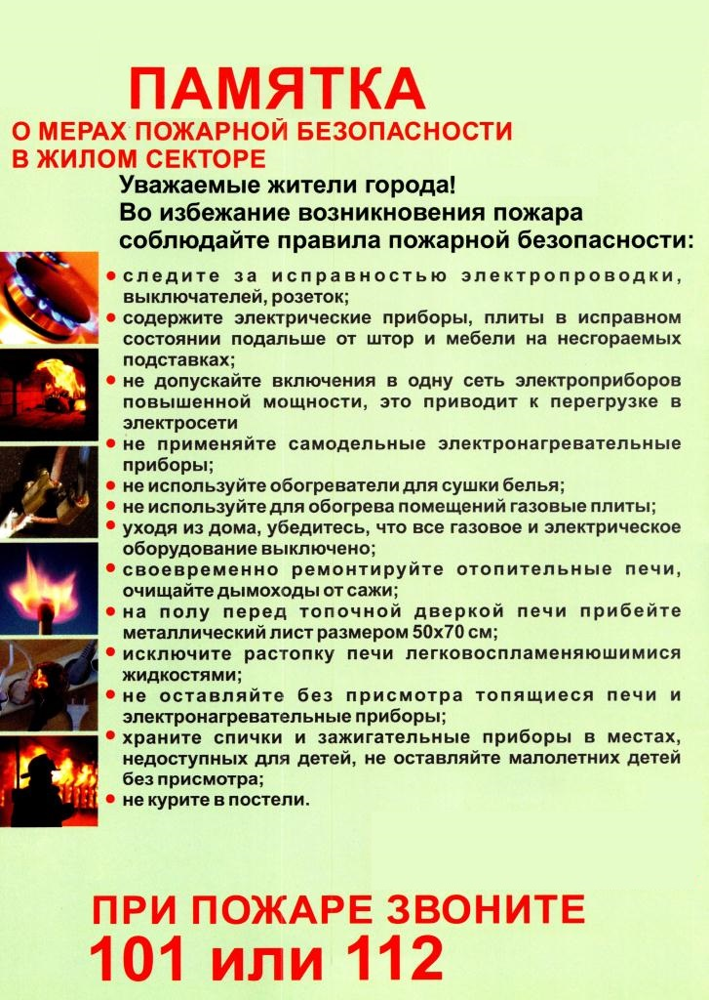 ПАМЯТКА
О МЕРАХ ПОЖАРНОЙ БЕЗОПАСНОСТИ
В ЖИЛОМ СЕКТОРЕ
Уважаемые жители города!
Во избежание возникновения пожара
соблюдайте правила пожарной безопасности:
• следите за исправностью электропроводки,
выключателей, розеток;
• содержите электрические приборы, плиты в исправном
состоянии подальше от штор и мебели на несгораемых
подставках;
• не допускайте включения в одну сеть электроприборов
повышенной мощности, это приводит к перегрузке в
электросети
• не применяйте самодельные электронагревательные
приборы;
• не используйте обогреватели для сушки белья;
• не используйте для обогрева помещений газовые плиты;
• уходя из дома, убедитесь, что все газовое и электрическое
оборудование выключено;
• своевременно ремонтируйте отопительные печи,
очищайте дымоходы от сажи;
• на полу перед топочной дверкой печи прибейте
металлический лист размером 50х70 см;
• исключите растопку печи легковоспламеняюшимися
жидкостями;
• не оставляйте без присмотра топящиеся печи и
электронагревательные приборы;
• храните спички и зажигательные приборы в местах,
недоступных для детей, не оставляйте малолетних детей
без присмотра;
• не курите в постели.
ПРИ ПОЖАРЕ ЗВОНИТЕ
101 или 112